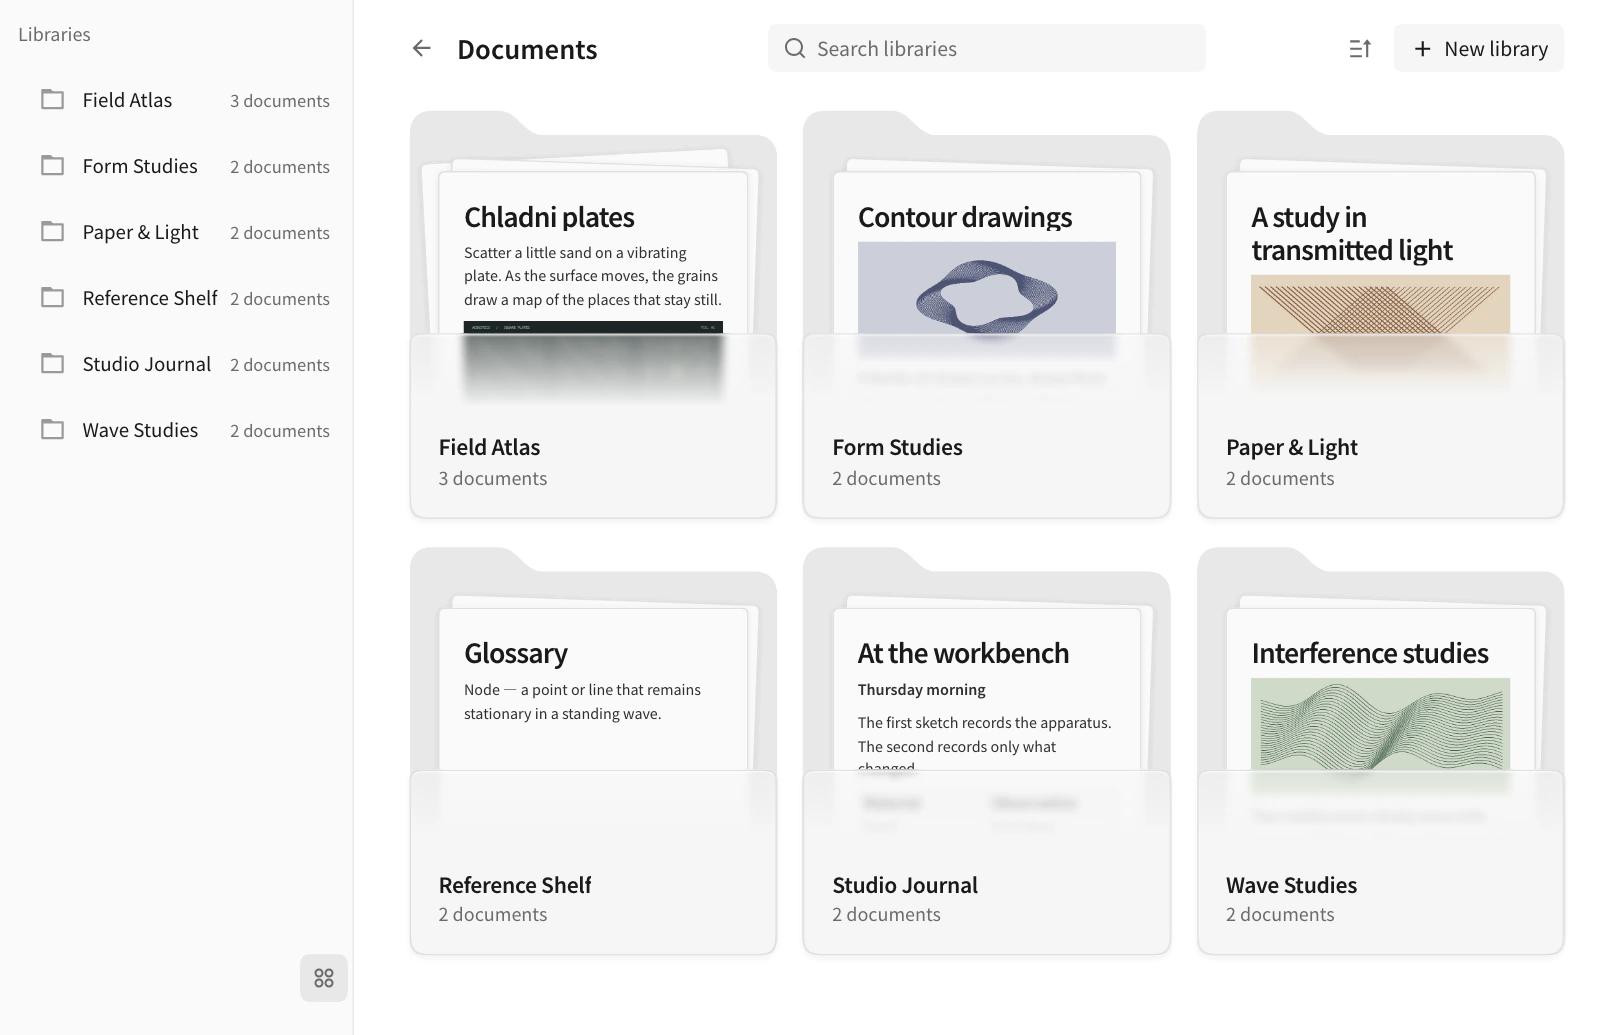 Libraries
Field Atlas 3 documents
Form Studies 2 documents
Paper & Light 2 documents
Reference Shelf 2 documents
Studio Journal 2 documents
Wave Studies 2 documents
Documents
Search libraries
New library
Chladni plates
Scatter a little sand on a vibrating
plate. As the surface moves, the grains
draw a map of the places that stay still.
Field Atlas
3 documents
Contour drawings
Form Studies
2 documents
A study in
transmitted light
Paper & Light
2 documents
Glossary
Node — a point or line that remains
stationary in a standing wave.
Reference Shelf
2 documents
At the workbench
Thursday morning
The first sketch records the apparatus.
The second records only what
changed.
Material Observation
Studio Journal
2 documents
Interference studies
Wave Studies
2 documents